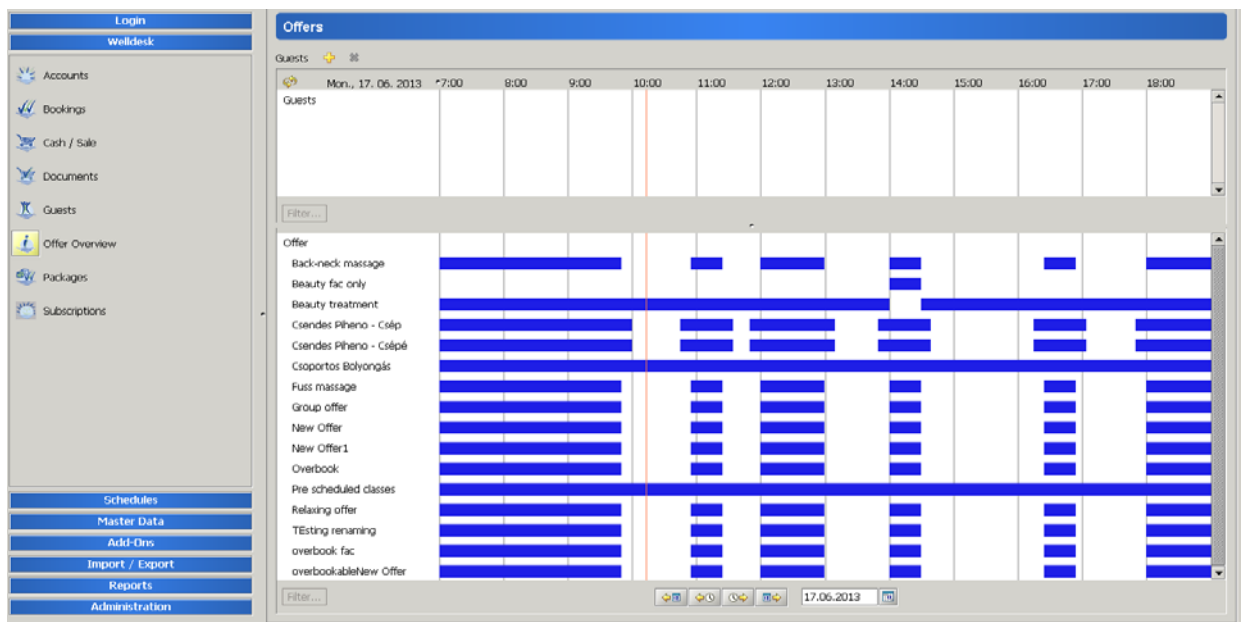 Login
Welldesk
Accounts
Bookings
Cash / Sale
Documents
Guests
Offer Overview
Packages
Subscriptions
Schedules
Master Data
Add-Ons
Import / Export
Reports
Administration
Offers
Guests
Mon., 17. 06. 2013 7:00 8:00 9:00 10:00 11:00 12:00 13:00 14:00 15:00 16:00 17:00 18:00
Guests
Filter...
Offer
Back-neck massage
Beauty fac only
Beauty treatment
Csendes Piheno - Csép
Csendes Piheno - Csépé
Csoportos Bolyongás
Fuss massage
Group offer
New Offer
New Offer1
Overbook
Pre scheduled classes
Relaxing offer
TEsting renaming
overbook fac
overbookableNew Offer
Filter...
17.06.2013